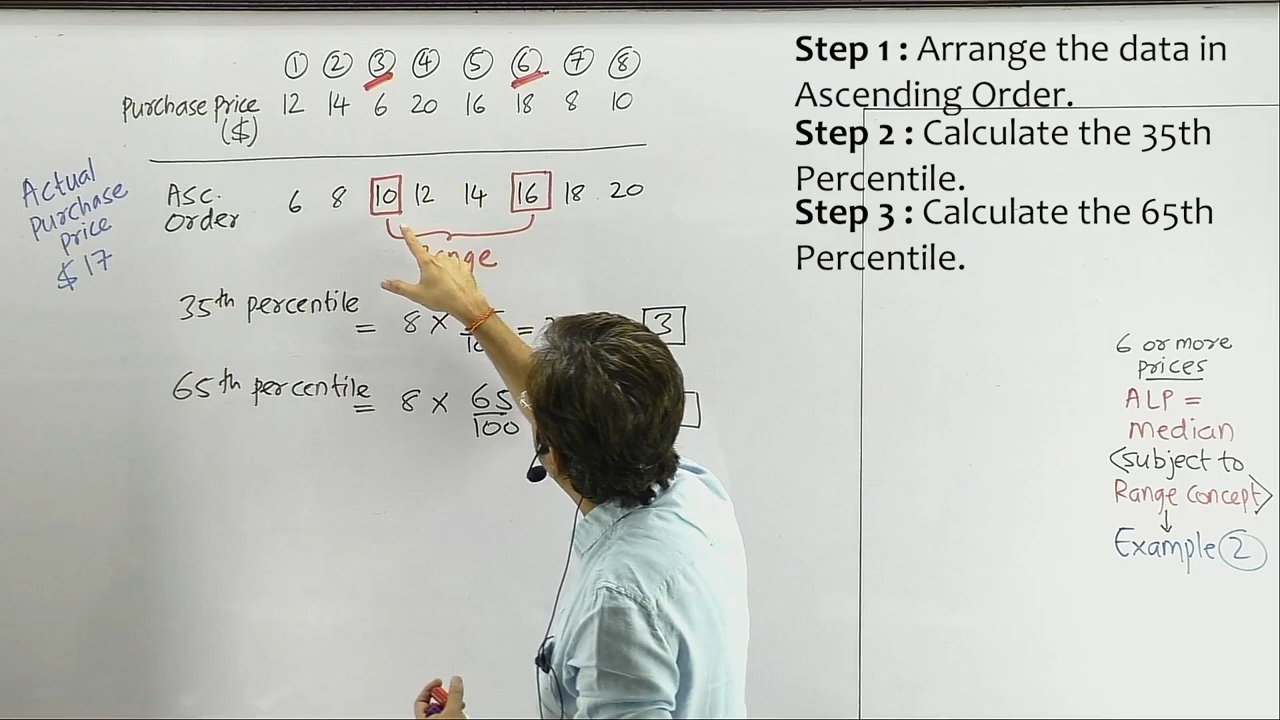 ① ② ③ ④ ⑤ ⑥ ⑦ ⑧
Purchase Price 12 14 6 20 16 18 8 10
($)
Asc. 6 8 10 12 14 16 18 20
Order
Range
Actual
Purchase
Price
$ 17
35th percentile
= 8 × = 3
65th percentile
= 8 × 65
100
Step 1 : Arrange the data in
Ascending Order.
Step 2 : Calculate the 35th
Percentile.
Step 3 : Calculate the 65th
Percentile.
6 or more
prices
ALP =
median
<subject to
Range concept>
↓
Example ②